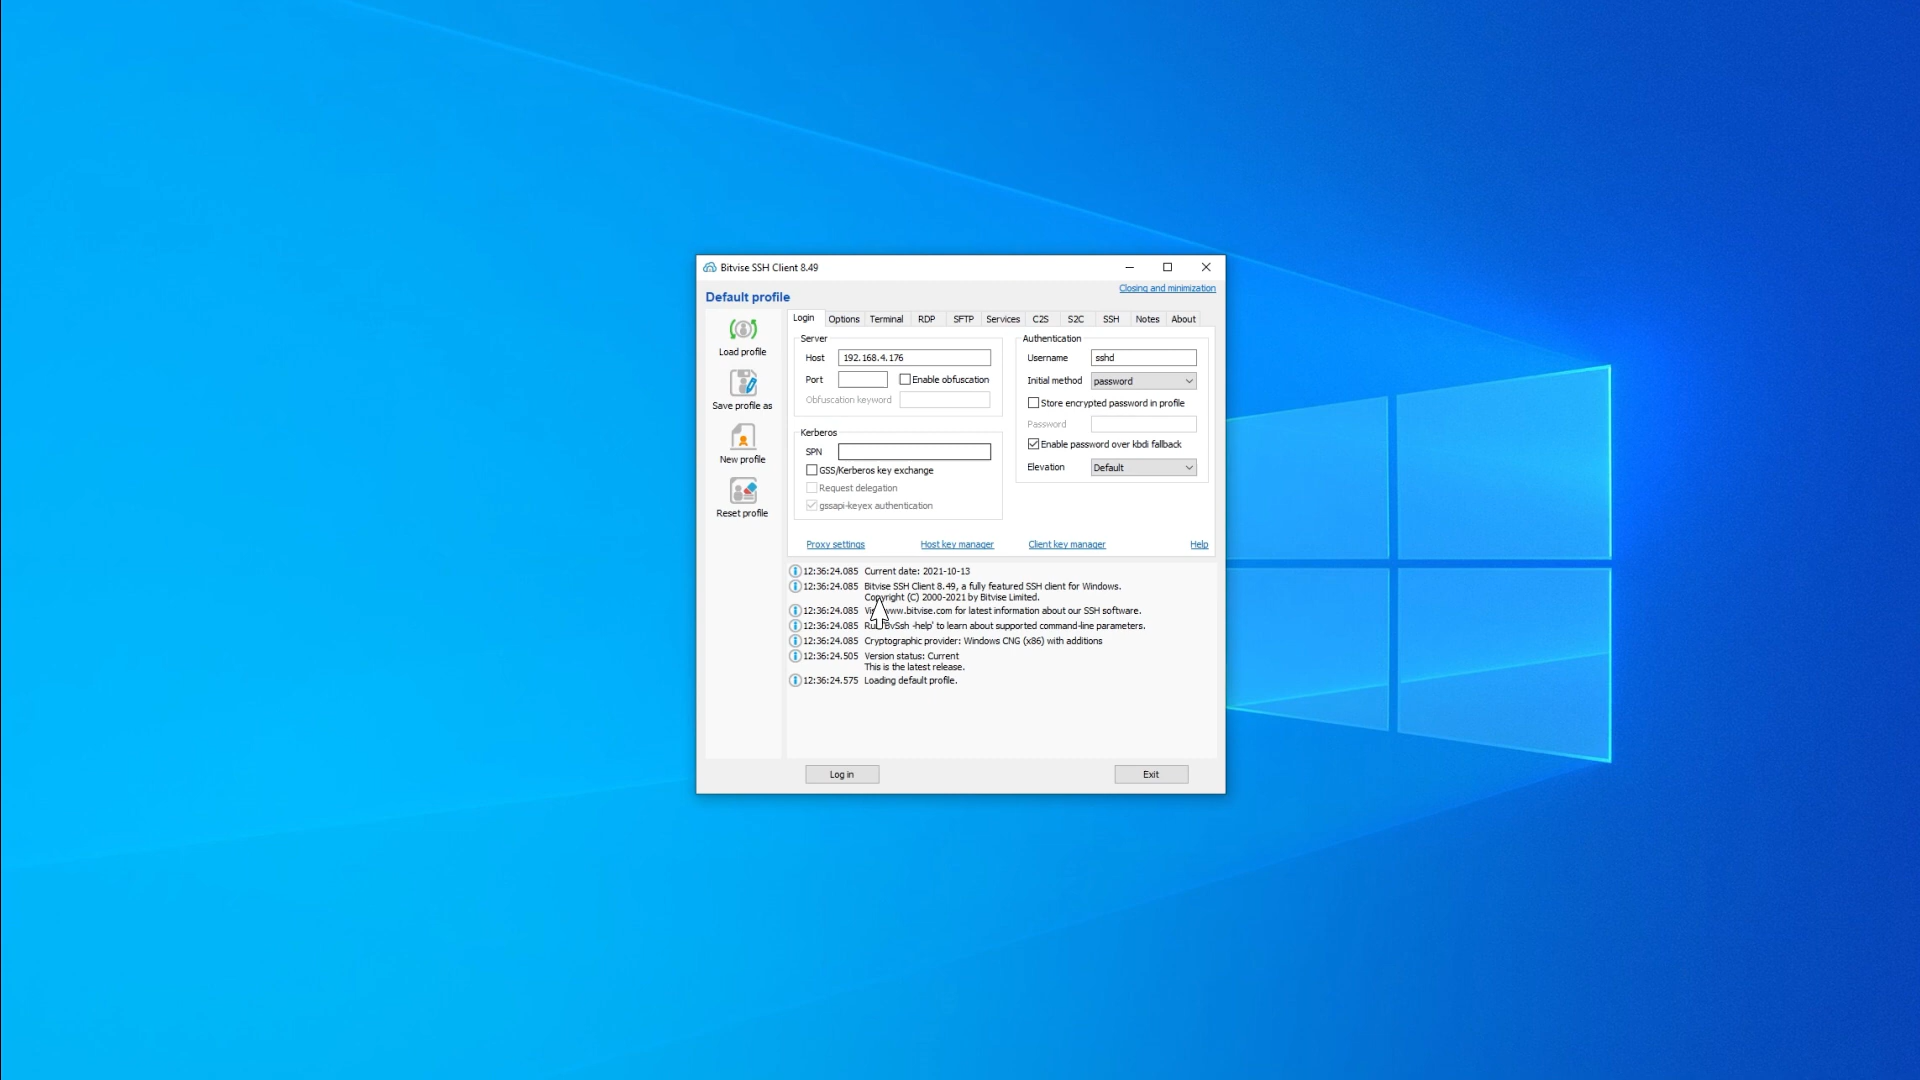 Bitvise SSH Client 8.49
Default profile
Closing and minimization
Load profile
Save profile as
New profile
Reset profile
Login Options Terminal RDP SFTP Services C2S S2C SSH Notes About
Server
Host 192.168.4.176
Port Enable obfuscation
Obfuscation keyword
Kerberos
SPN
GSS/Kerberos key exchange
Request delegation
gssapi-keyex authentication
Authentication
Username sshd
Initial method password
Store encrypted password in profile
Password
Enable password over kbdi fallback
Elevation Default
Proxy settings Host key manager Client key manager Help
12:36:24.085 Current date: 2021-10-13
12:36:24.085 Bitvise SSH Client 8.49, a fully featured SSH client for Windows.
Copyright (C) 2000-2021 by Bitvise Limited.
12:36:24.085 www.bitvise.com for latest information about our SSH software.
12:36:24.085 -help' to learn about supported command-line parameters.
12:36:24.085 Cryptographic provider: Windows CNG (x86) with additions
12:36:24.505 Version status: Current
This is the latest release.
12:36:24.575 Loading default profile.
Log in Exit